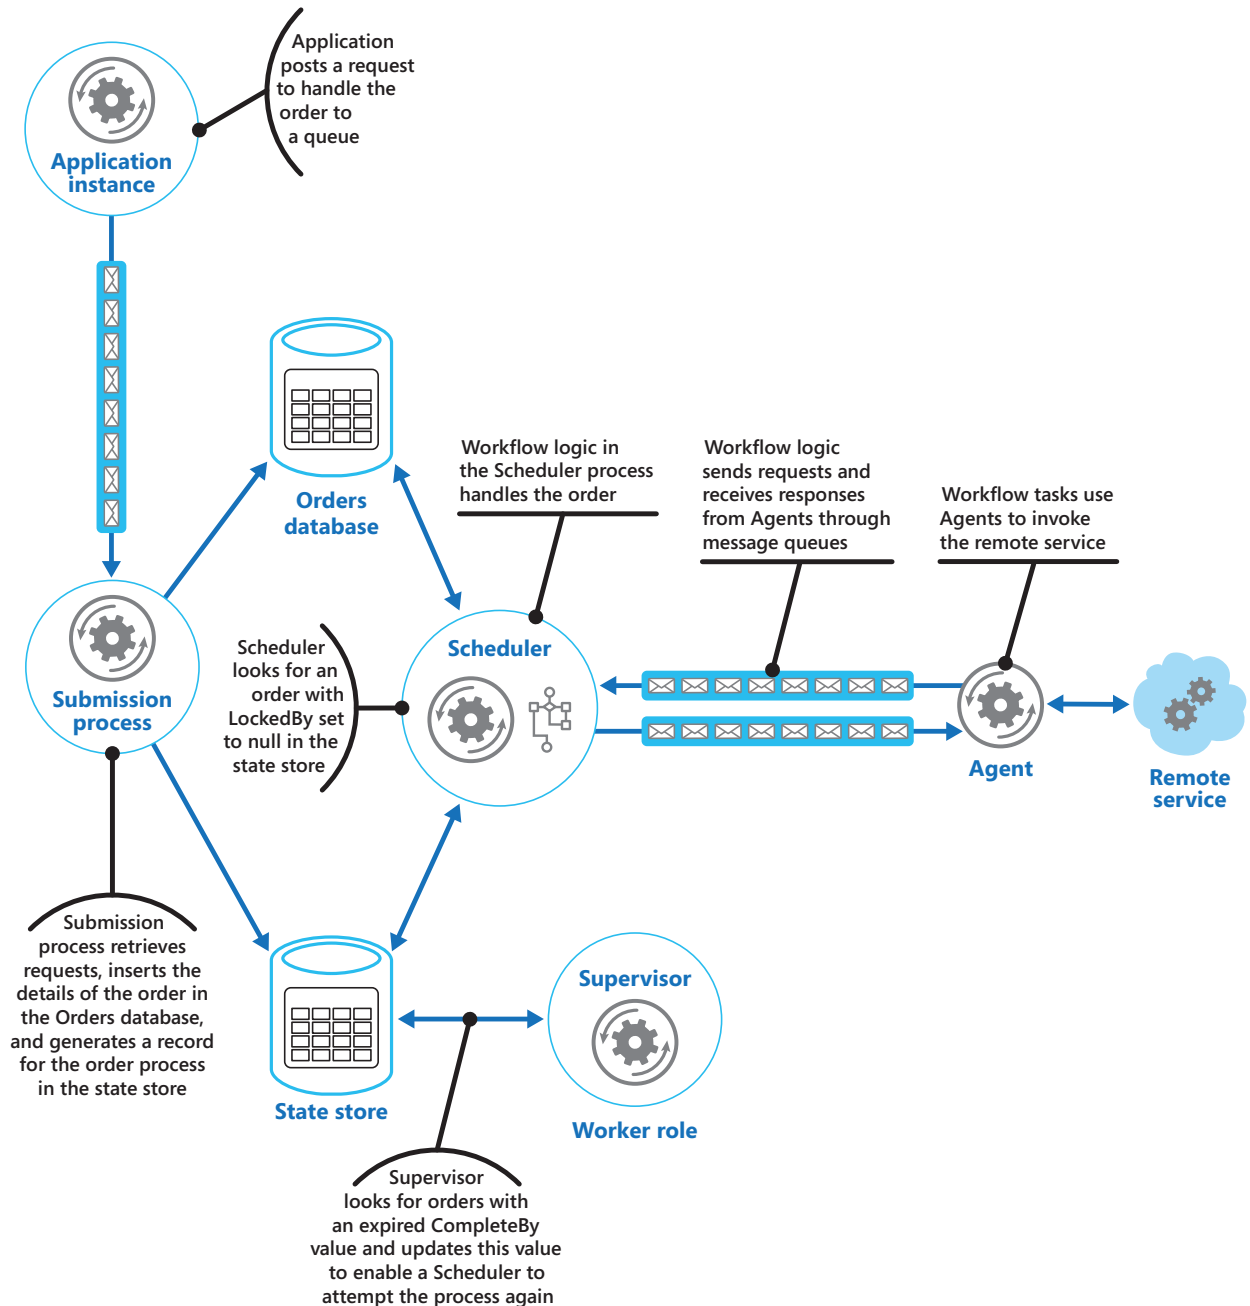 Application
posts a request
to handle the
order to
a queue
Application
instance
Orders
database
Workflow logic in
the Scheduler process
handles the order
Workflow logic
sends requests and
receives responses
from Agents through
message queues
Workflow tasks use
Agents to invoke
the remote service
Submission
process
Scheduler
looks for an
order with
LockedBy set
to null in the
state store
Scheduler
Agent
Remote
service
Submission
process retrieves
requests, inserts the
details of the order in
the Orders database,
and generates a record
for the order process
in the state store
State store
Supervisor
Worker role
Supervisor
looks for orders with
an expired CompleteBy
value and updates this value
to enable a Scheduler to
attempt the process again